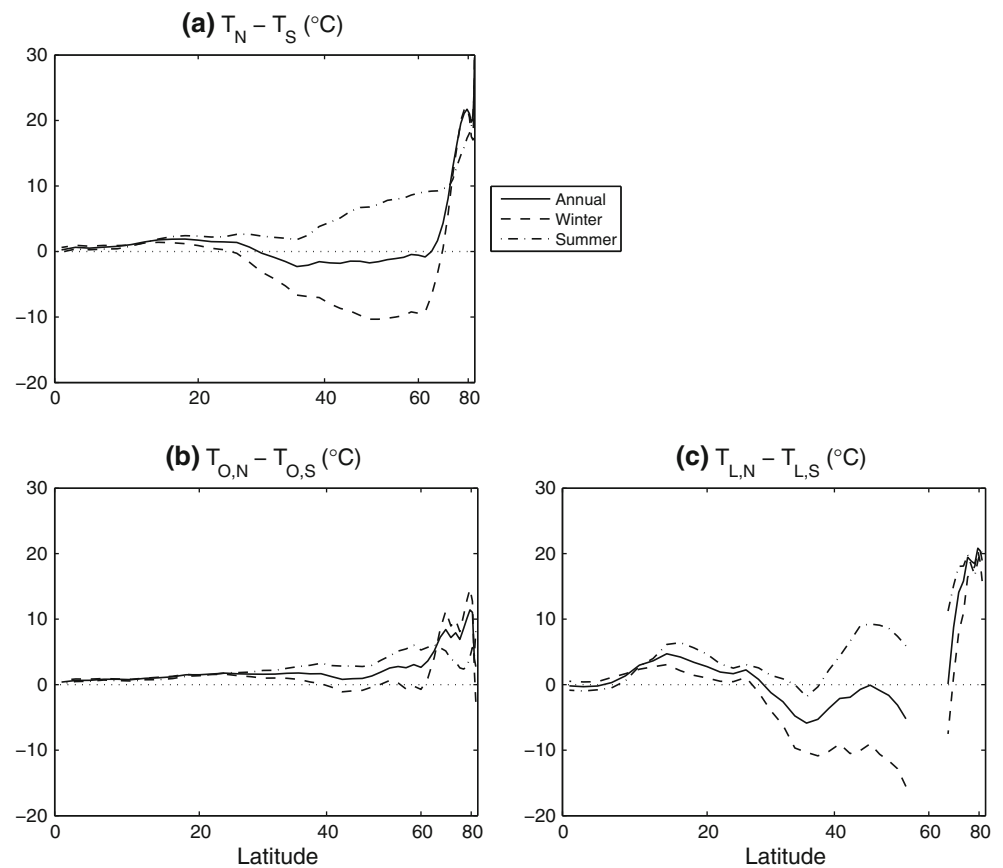 (a) T_N – T_S (°C)
30
20
10
0
−10
−20
0 20 40 60 80
Annual
Winter
Summer
(b) T_O,N – T_O,S (°C)
30
20
10
0
−10
−20
0 20 40 60 80
Latitude
(c) T_L,N – T_L,S (°C)
30
20
10
0
−10
−20
0 20 40 60 80
Latitude